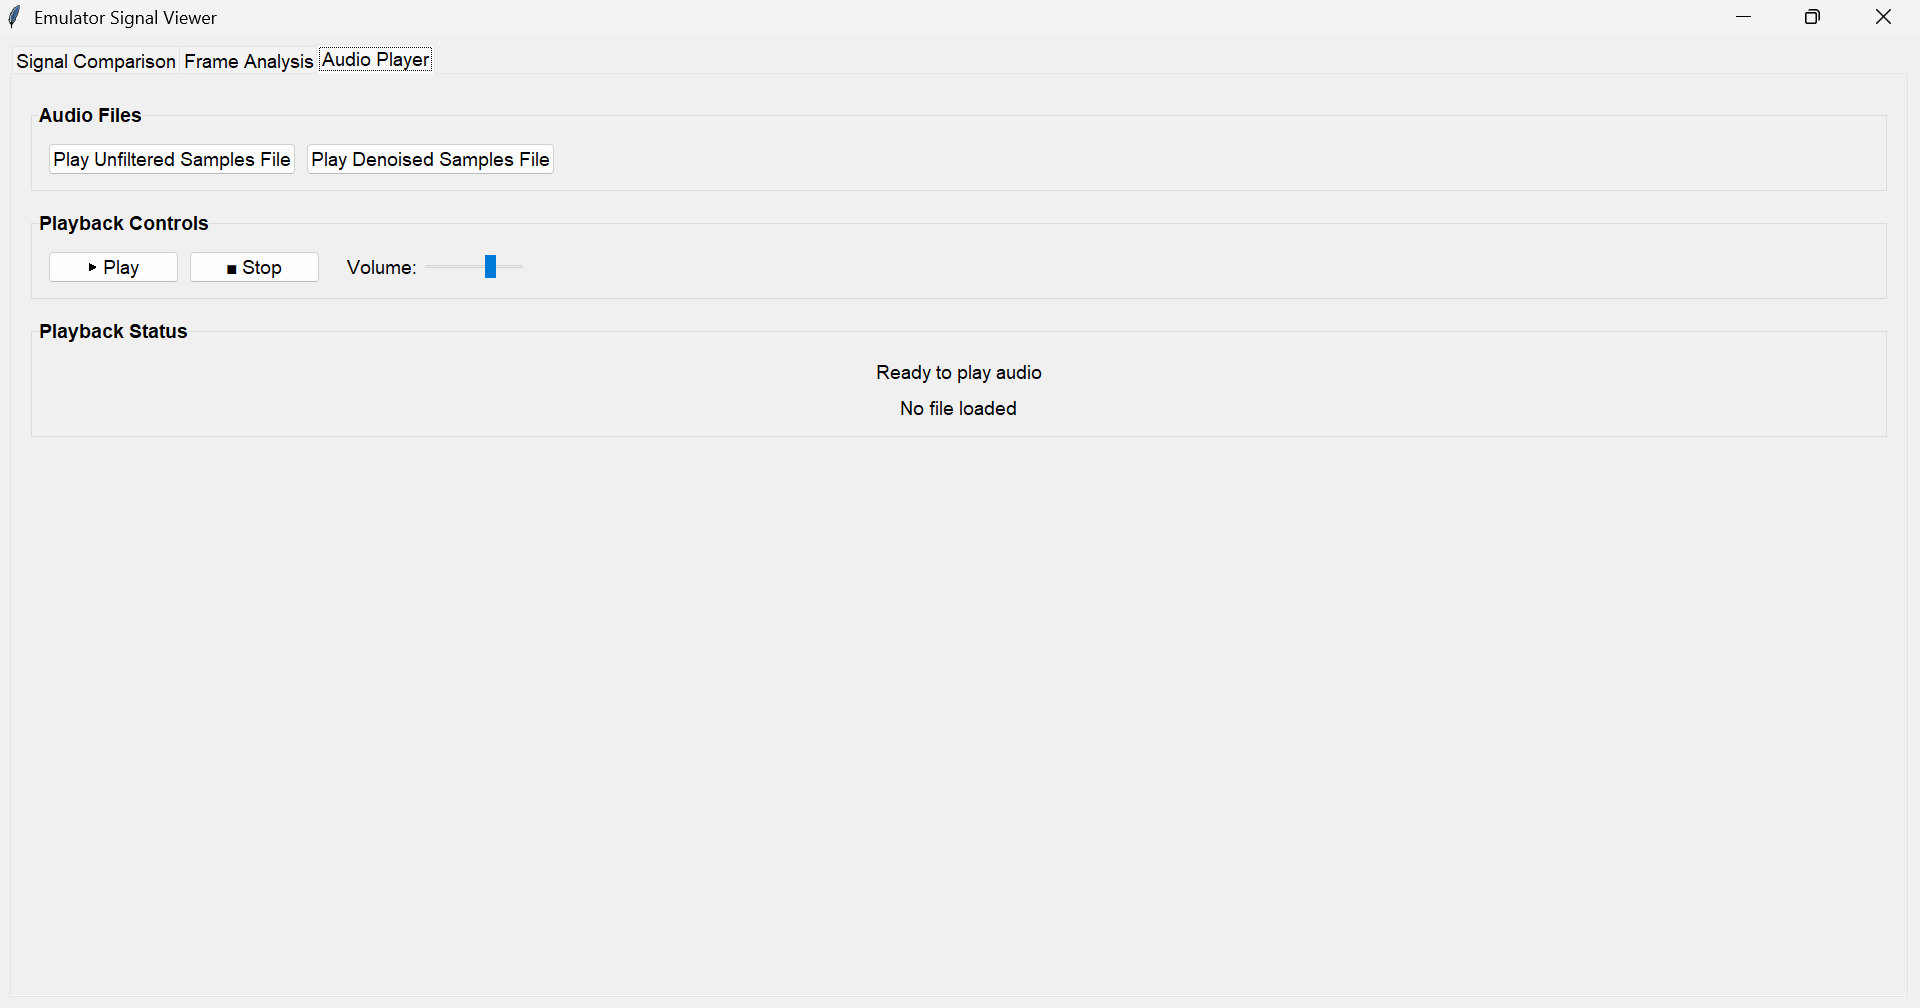 Emulator Signal Viewer
Signal Comparison Frame Analysis Audio Player
Audio Files
Play Unfiltered Samples File Play Denoised Samples File
Playback Controls
▶ Play ■ Stop Volume:
Playback Status
Ready to play audio
No file loaded